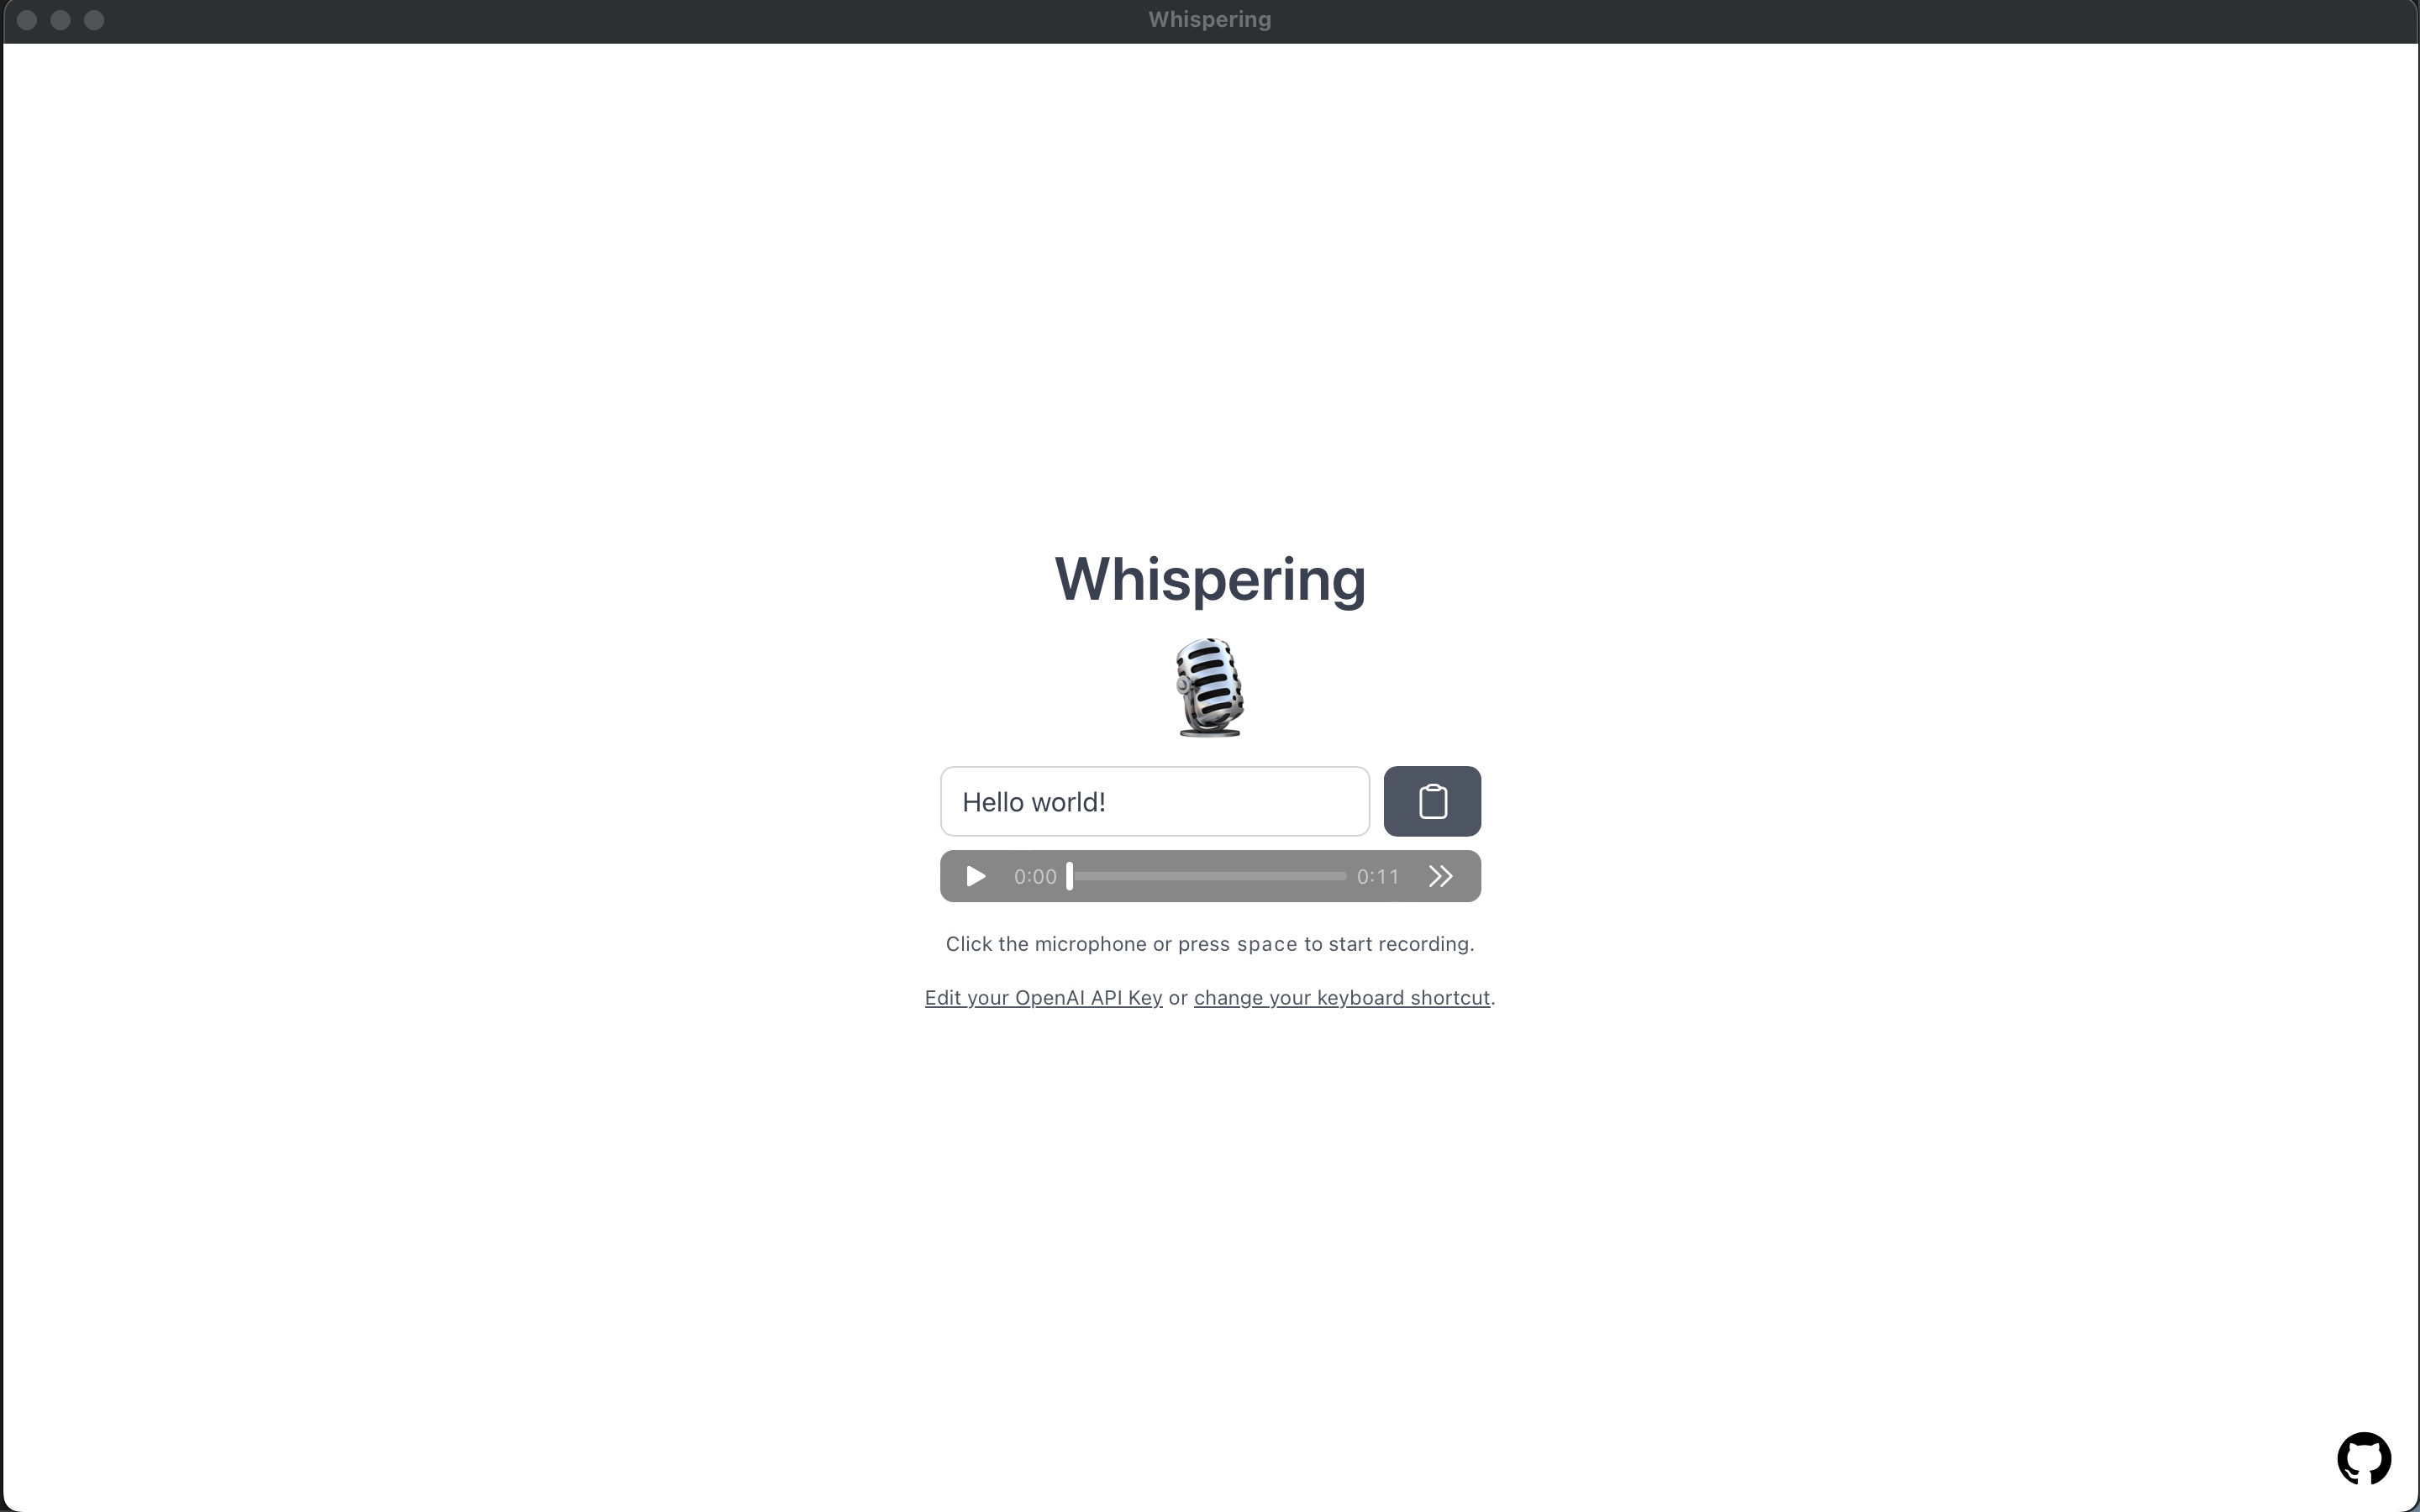 Whispering
Whispering
Hello world!
0:00 0:11
Click the microphone or press space to start recording.
Edit your OpenAI API Key or change your keyboard shortcut.